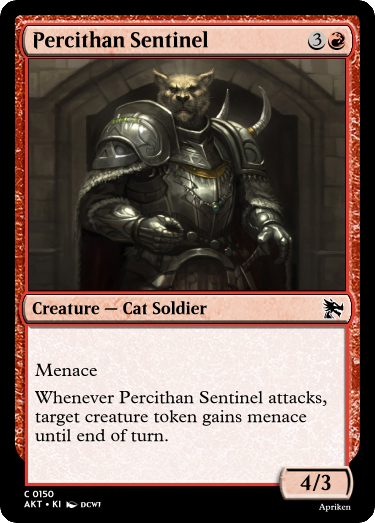 Percithan Sentinel 3
Creature — Cat Soldier
Menace
Whenever Percithan Sentinel attacks,
target creature token gains menace
until end of turn.
4/3
C 0150
AKT • KI DCWJ
Apriken